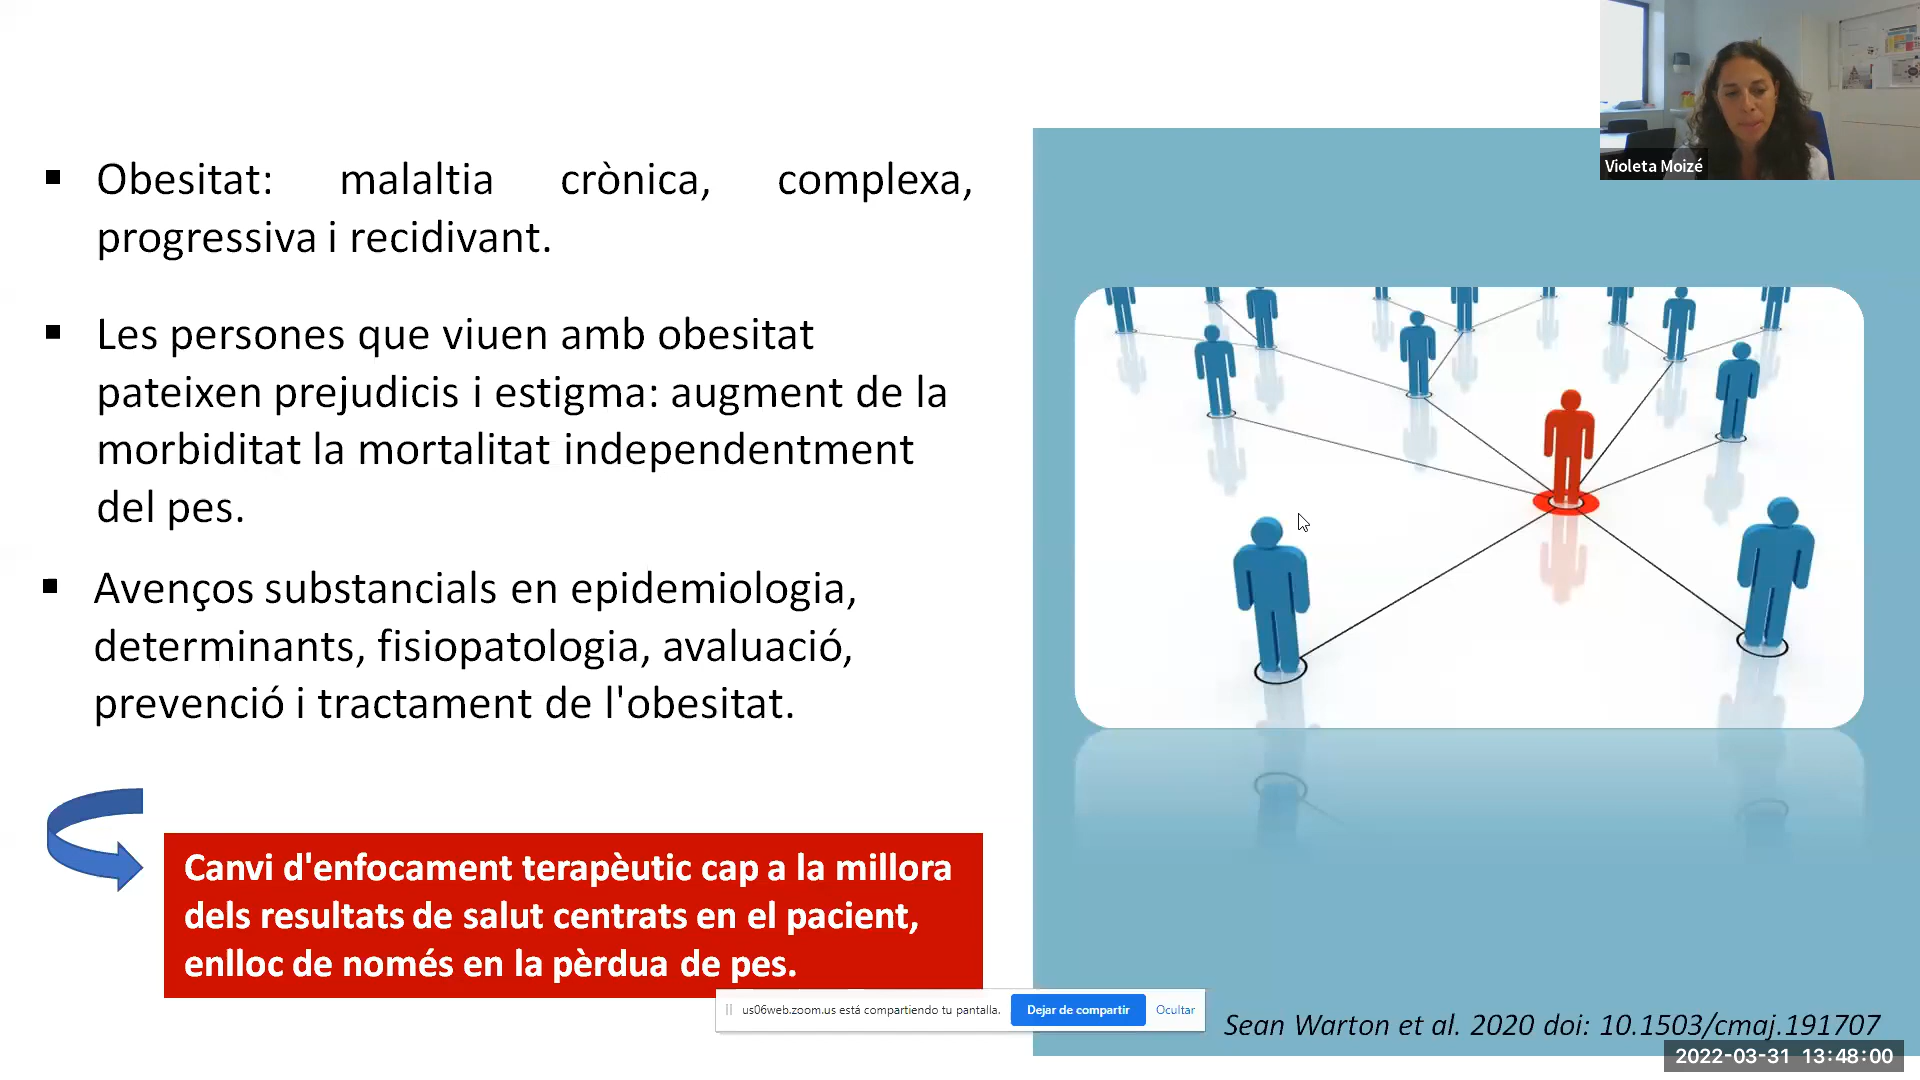 Violeta Moizé
▪ Obesitat: malaltia crònica, complexa,
progressiva i recidivant.
▪ Les persones que viuen amb obesitat
pateixen prejudicis i estigma: augment de la
morbiditat la mortalitat independentment
del pes.
▪ Avenços substancials en epidemiologia,
determinants, fisiopatologia, avaluació,
prevenció i tractament de l'obesitat.
Canvi d'enfocament terapèutic cap a la millora
dels resultats de salut centrats en el pacient,
enlloc de només en la pèrdua de pes.
us06web.zoom.us está compartiendo tu pantalla. Dejar de compartir Ocultar
Sean Warton et al. 2020 doi: 10.1503/cmaj.191707
2022-03-31 13:48:00